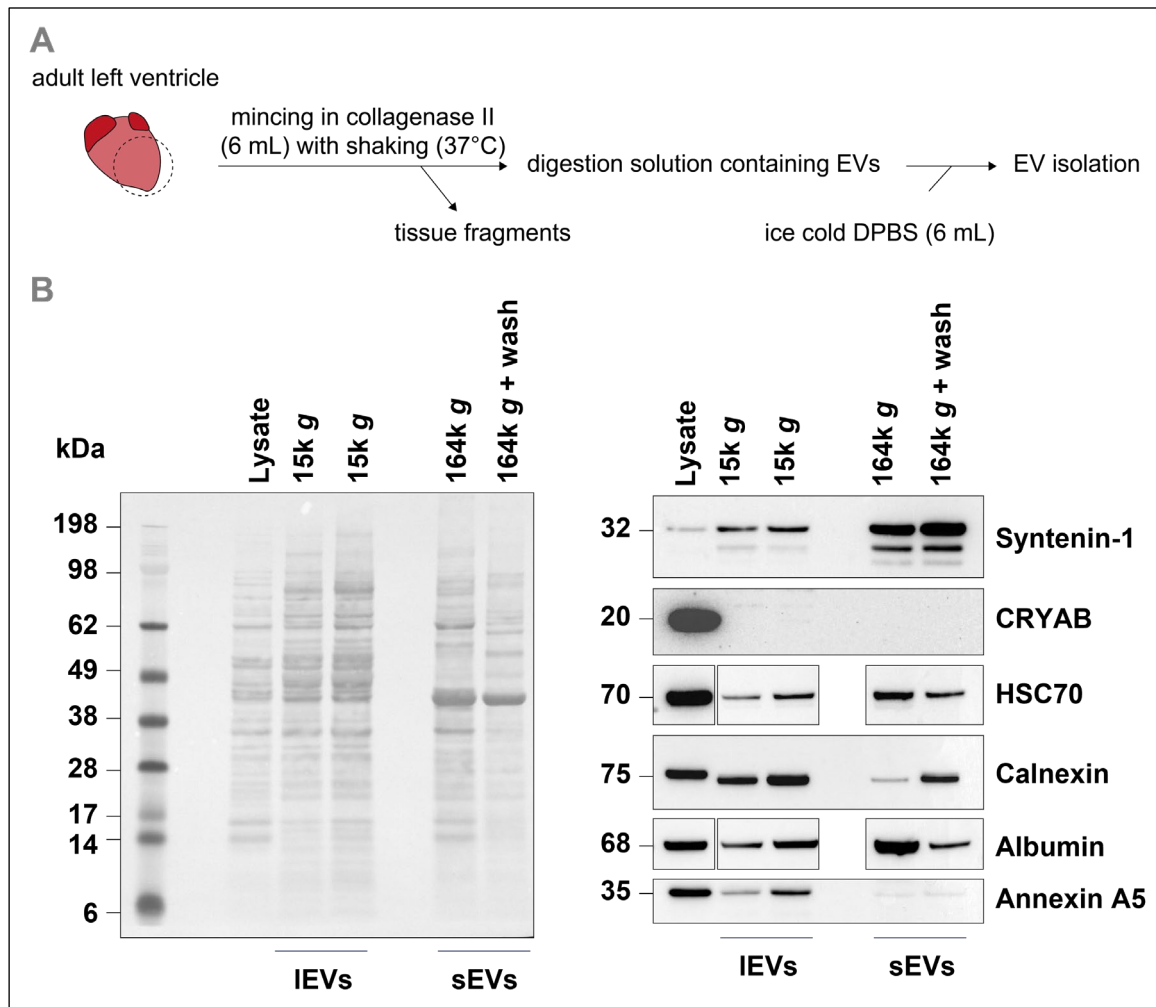 A
adult left ventricle
mincing in collagenase II
(6 mL) with shaking (37°C)
digestion solution containing EVs
EV isolation
tissue fragments
ice cold DPBS (6 mL)
B
kDa
Lysate
15k g
15k g
164k g
164k g + wash
198
98
62
49
38
28
17
14
6
lEVs
sEVs
Lysate
15k g
15k g
164k g
164k g + wash
32
Syntenin-1
20
CRYAB
70
HSC70
75
Calnexin
68
Albumin
35
Annexin A5
lEVs
sEVs